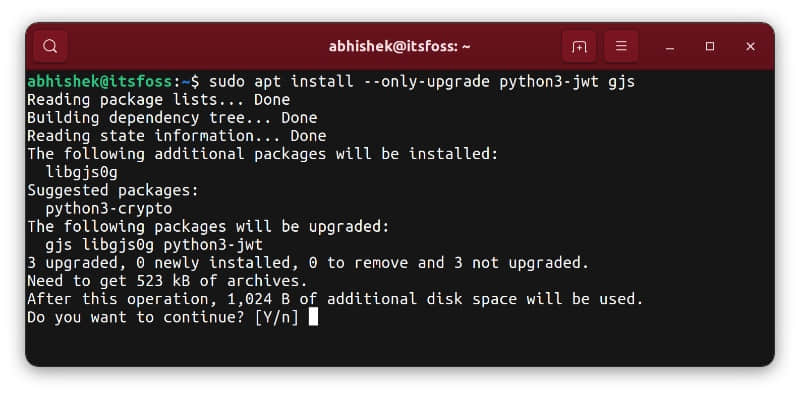 abhishek@itsfoss: ~
abhishek@itsfoss:~$ sudo apt install --only-upgrade python3-jwt gjs
Reading package lists... Done
Building dependency tree... Done
Reading state information... Done
The following additional packages will be installed:
  libgjs0g
Suggested packages:
  python3-crypto
The following packages will be upgraded:
  gjs libgjs0g python3-jwt
3 upgraded, 0 newly installed, 0 to remove and 3 not upgraded.
Need to get 523 kB of archives.
After this operation, 1,024 B of additional disk space will be used.
Do you want to continue? [Y/n]